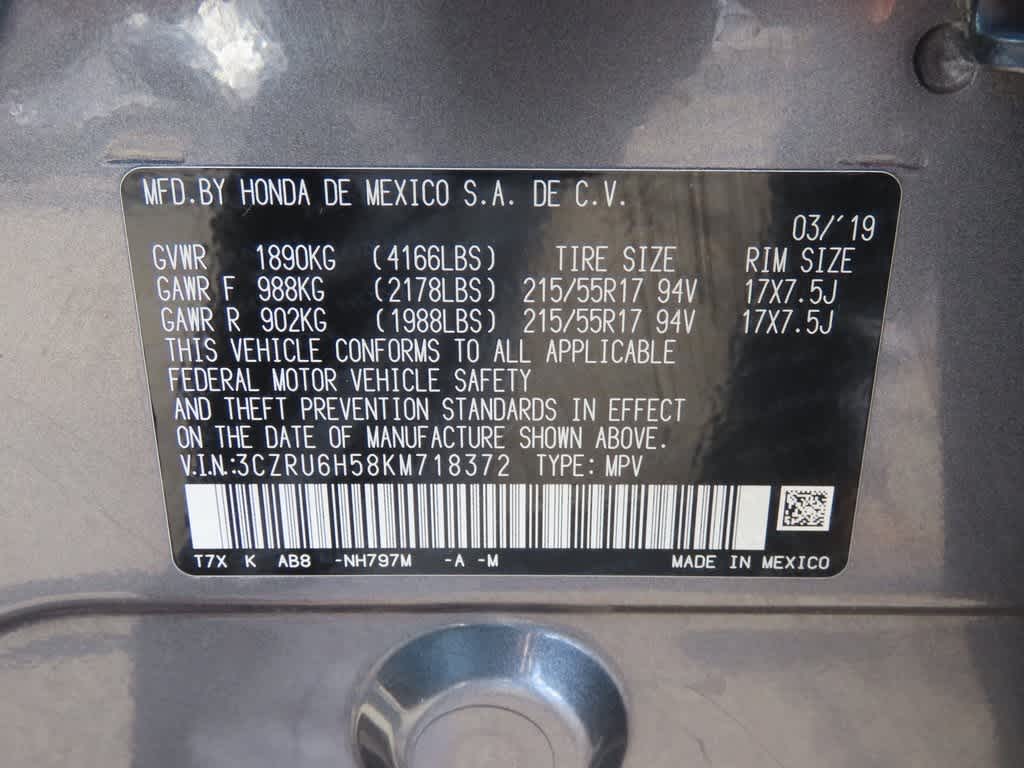 MFD.BY HONDA DE MEXICO S.A. DE C.V.
03/'19
GVWR 1890KG (4166LBS) TIRE SIZE RIM SIZE
GAWR F 988KG (2178LBS) 215/55R17 94V 17X7.5J
GAWR R 902KG (1988LBS) 215/55R17 94V 17X7.5J
THIS VEHICLE CONFORMS TO ALL APPLICABLE
FEDERAL MOTOR VEHICLE SAFETY
AND THEFT PREVENTION STANDARDS IN EFFECT
ON THE DATE OF MANUFACTURE SHOWN ABOVE.
V.I.N.:3CZRU6H58KM718372 TYPE: MPV
T7X K AB8 -NH797M -A -M MADE IN MEXICO